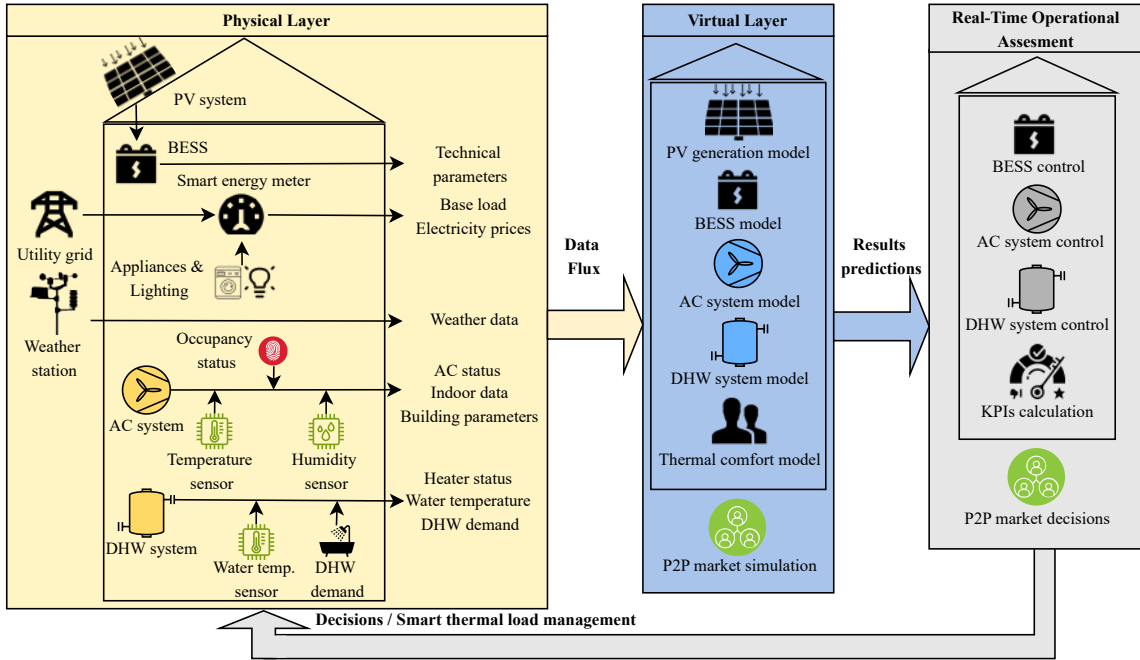 Physical Layer
PV system
BESS
Technical
parameters
Smart energy meter
Base load
Electricity prices
Utility grid
Appliances &
Lighting
Weather data
Weather
station
Occupancy
status
AC status
Indoor data
Building parameters
AC system
Temperature
sensor
Humidity
sensor
Heater status
Water temperature
DHW demand
DHW system
Water temp.
sensor
DHW
demand
Data
Flux
Virtual Layer
PV generation model
BESS model
AC system model
DHW system model
Thermal comfort model
P2P market simulation
Results
predictions
Real-Time Operational
Assesment
BESS control
AC system control
DHW system control
KPIs calculation
P2P market decisions
Decisions / Smart thermal load management